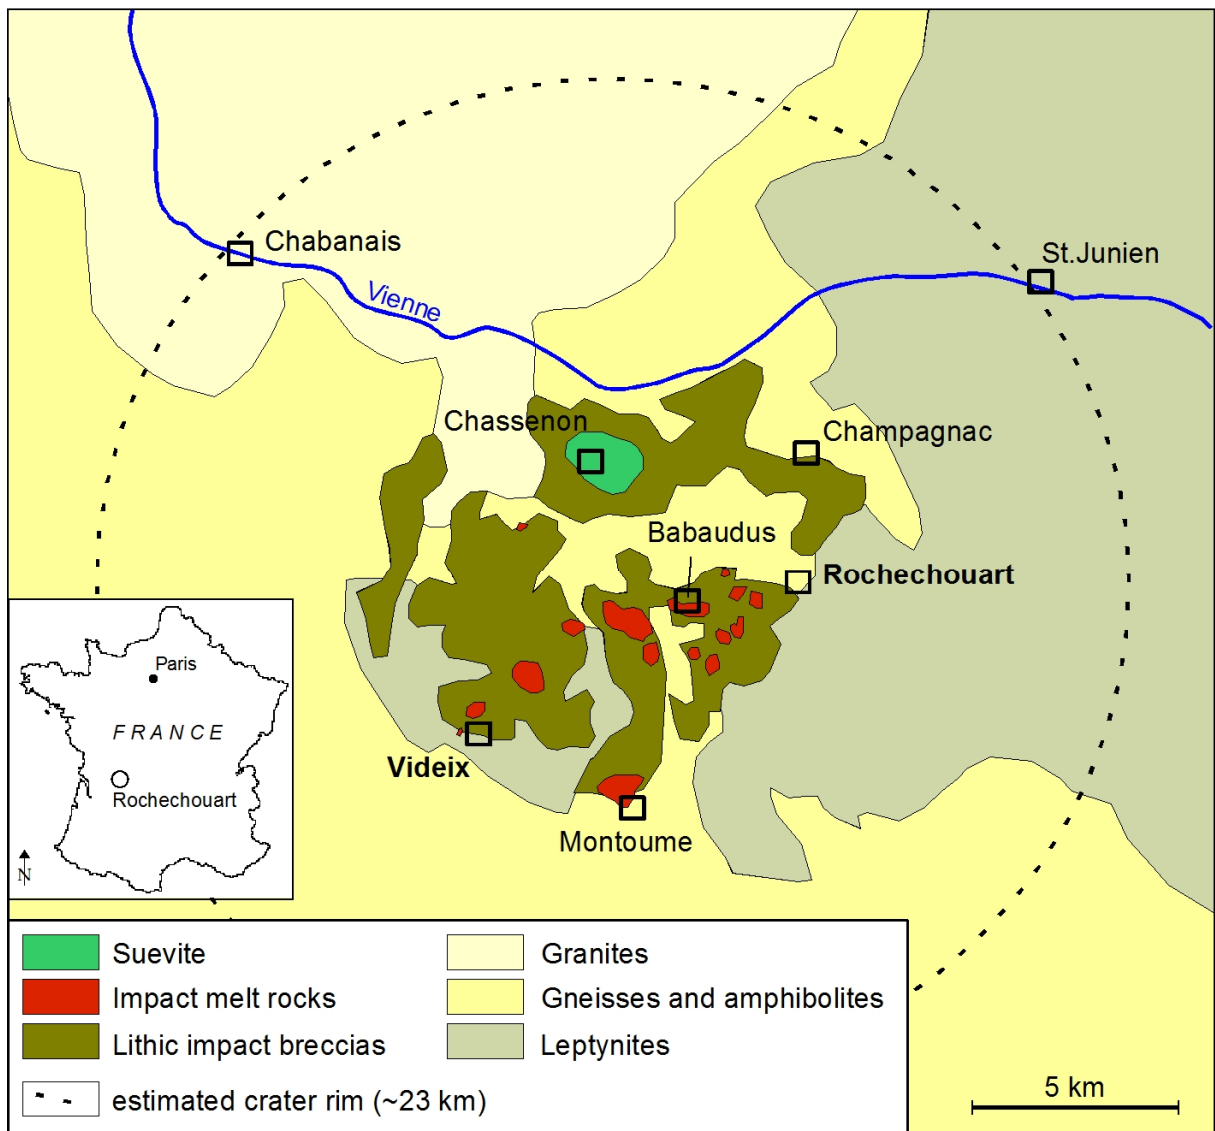 Chabanais
St.Junien
Vienne
Chassenon
Champagnac
Babaudus
Rochechouart
Paris
FRANCE
Rochechouart
N
Videix
Montoume
Suevite
Granites
Impact melt rocks
Gneisses and amphibolites
Lithic impact breccias
Leptynites
estimated crater rim (~23 km)
5 km